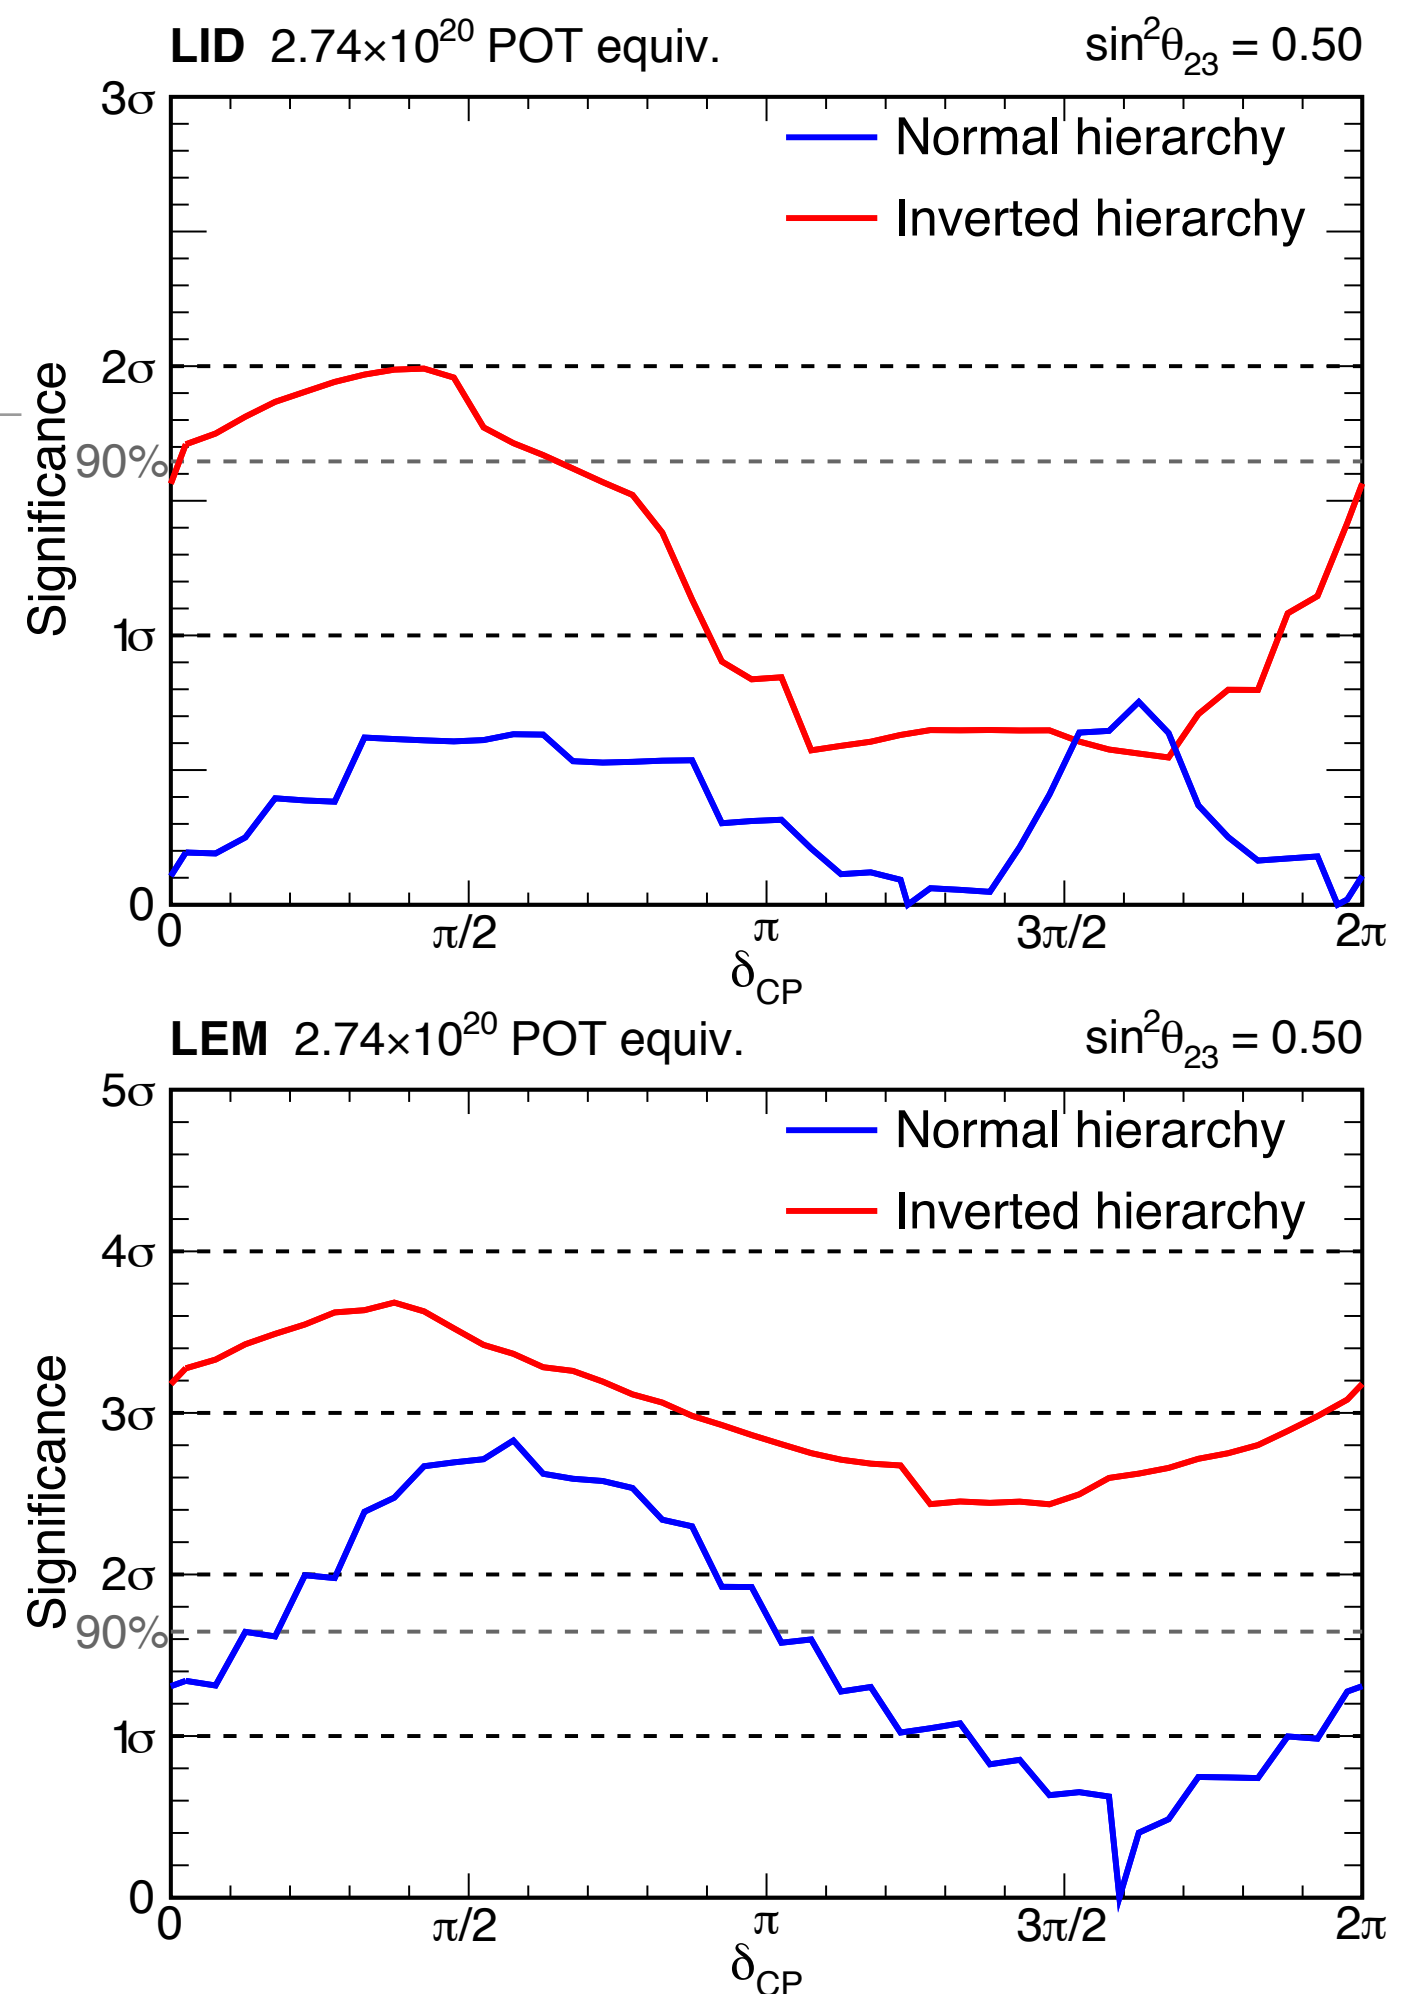 LID 2.74×10²⁰ POT equiv. sin²θ₂₃ = 0.50
3σ
Normal hierarchy
Inverted hierarchy
2σ
90%
1σ
0
Significance
0 π/2 π 3π/2 2π
δCP
LEM 2.74×10²⁰ POT equiv. sin²θ₂₃ = 0.50
5σ
Normal hierarchy
Inverted hierarchy
4σ
3σ
2σ
90%
1σ
0
Significance
0 π/2 π 3π/2 2π
δCP